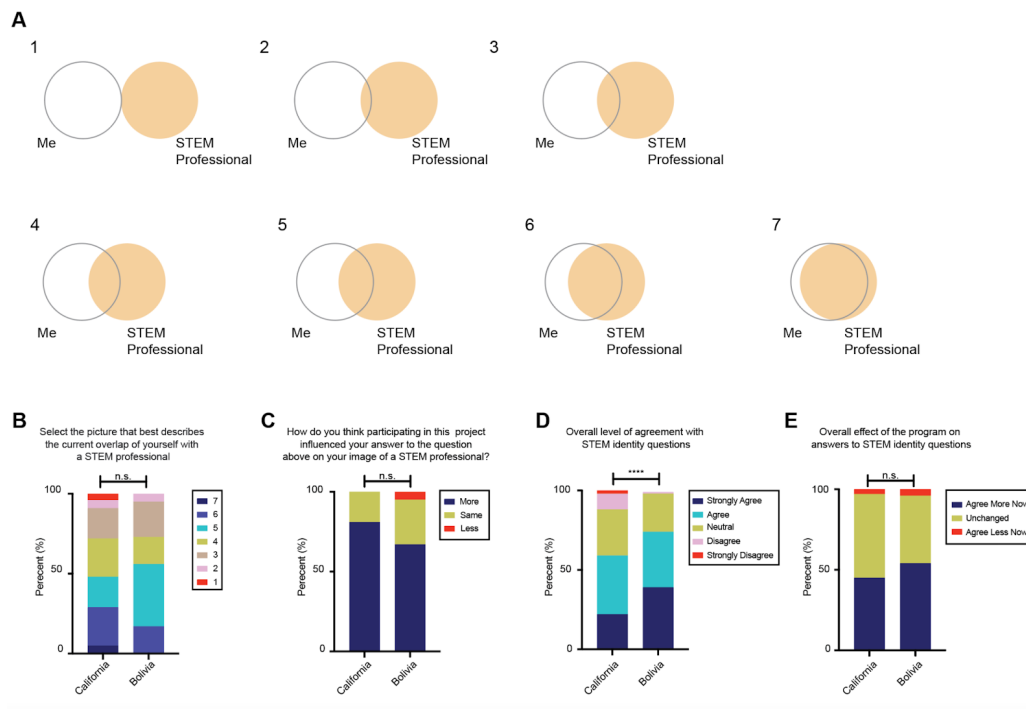 A
1
2
3
Me
STEM
Professional
Me
STEM
Professional
Me
STEM
Professional
4
5
6
7
Me
STEM
Professional
Me
STEM
Professional
Me
STEM
Professional
Me
STEM
Professional
B
Select the picture that best describes
the current overlap of yourself with
a STEM professional
n.s.
100
50
0
Perecent (%)
California
Bolivia
7
6
5
4
3
2
1
C
How do you think participating in this project
influenced your answer to the question
above on your image of a STEM professional?
n.s.
100
50
0
Perecent (%)
California
Bolivia
More
Same
Less
D
Overall level of agreement with
STEM identity questions
****
100
50
0
Perecent (%)
California
Bolivia
Strongly Agree
Agree
Neutral
Disagree
Strongly Disagree
E
Overall effect of the program on
answers to STEM identity questions
n.s.
100
50
0
Perecent (%)
California
Bolivia
Agree More Now
Unchanged
Agree Less Now